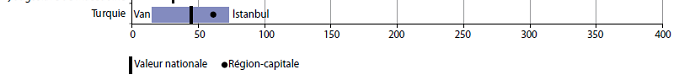 Turquie Van Istanbul
0 50 100 150 200 250 300 350 400
Valeur nationale Région-capitale